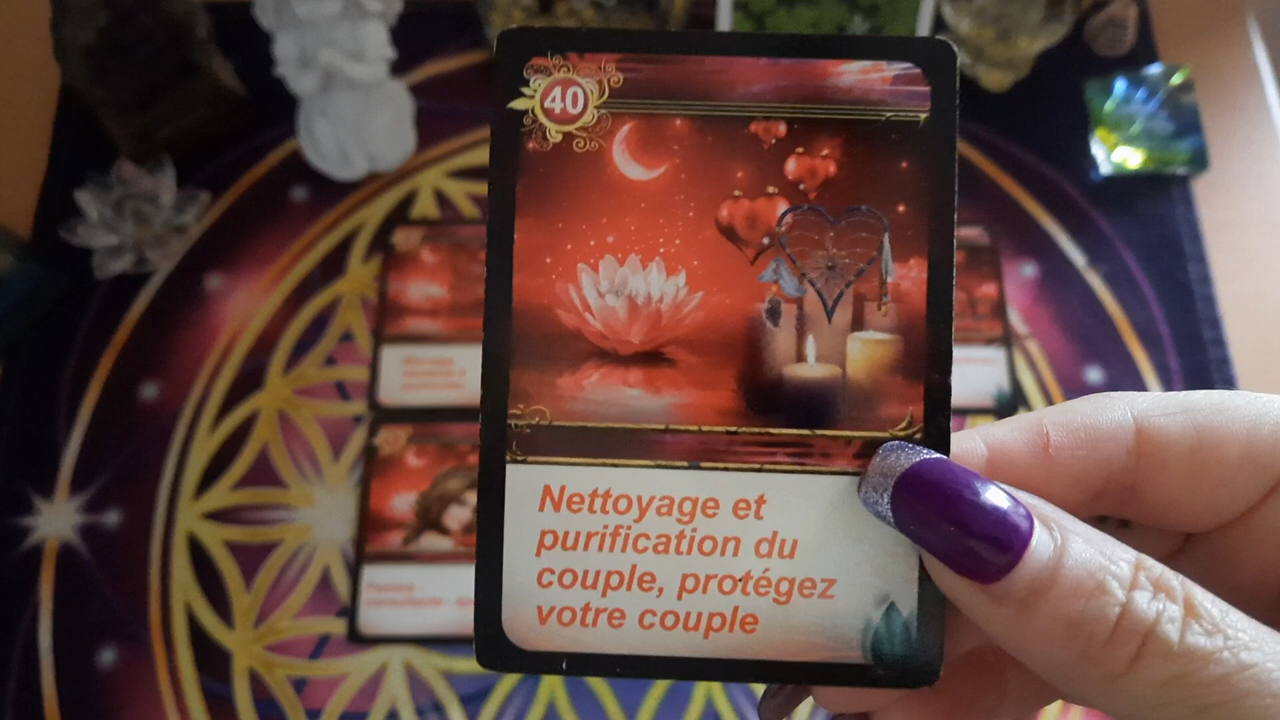 40
Nettoyage et
purification du
couple, protégez
votre couple